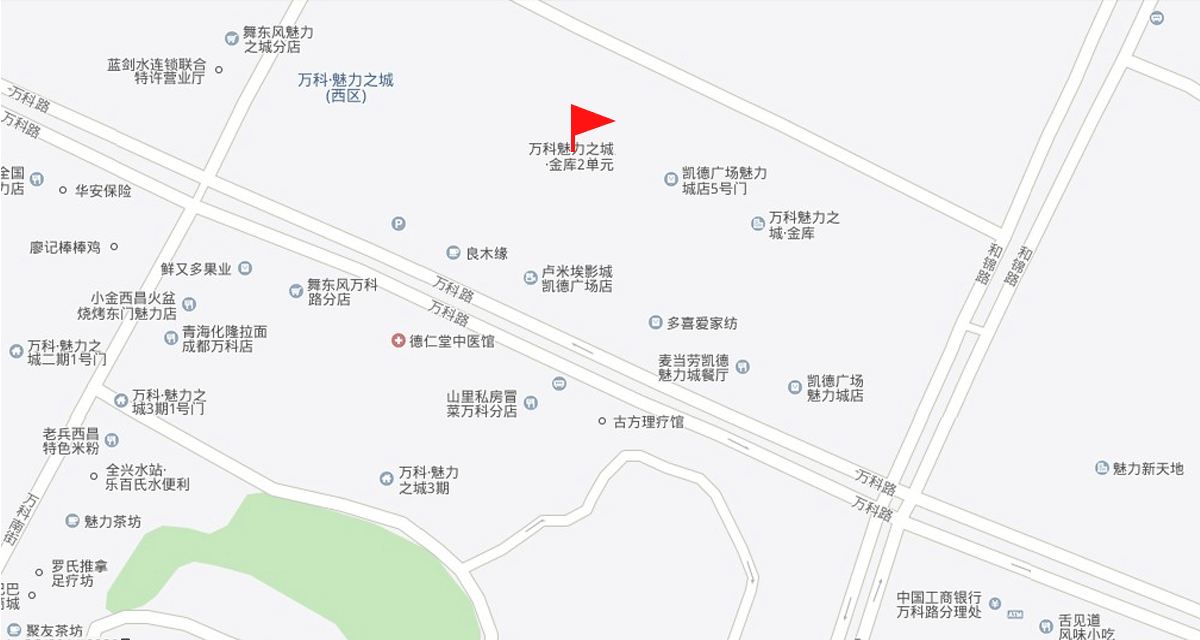 舞东风魅力
之城分店
蓝剑水连锁联合
特许营业厅
万科·魅力之城
(西区)
万科路
万科路
万科魅力之城
·金库2单元
全国
力店
华安保险
凯德广场魅力
城店5号门
万科魅力之
城·金库
P
廖记棒棒鸡
良木缘
和锦路
和锦路
鲜又多果业
舞东风万科
路分店
卢米埃影城
凯德广场店
万科路
万科路
小金西昌火盆
烧烤东门魅力店
青海化隆拉面
成都万科店
德仁堂中医馆
多喜爱家纺
万科·魅力之
城二期1号门
麦当劳凯德
魅力城餐厅
凯德广场
魅力城店
万科·魅力之
城3期1号门
山里私房冒
菜万科分店
古方理疗馆
老兵西昌
特色米粉
全兴水站·
乐百氏水便利
万科·魅力
之城3期
魅力新天地
万科路
万科路
万科南街
魅力茶坊
罗氏推拿
足疗坊
巴
城
中国工商银行
万科路分理处
ATM
舌见道
风味小吃
聚友茶坊